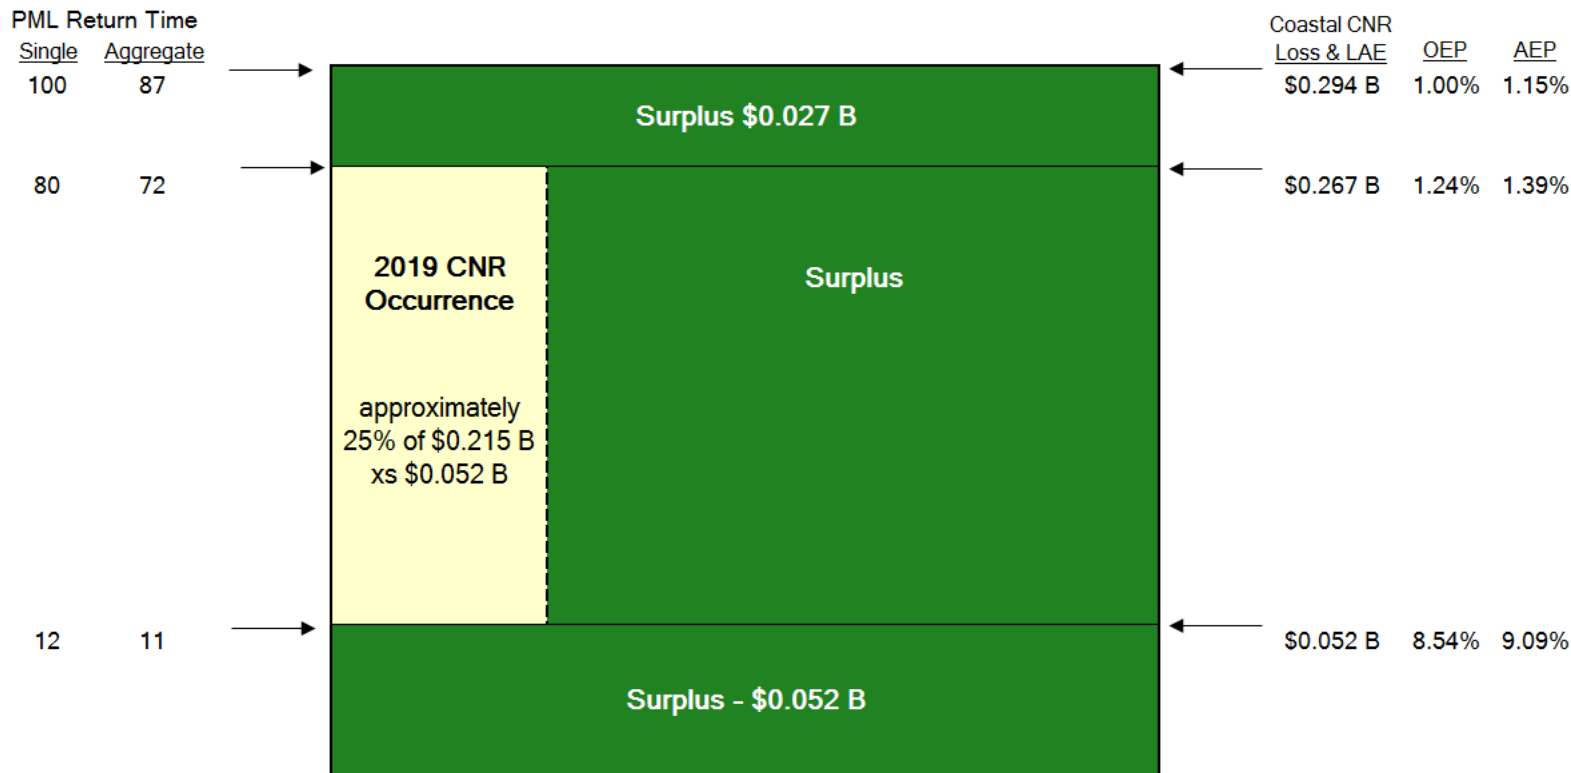 PML Return Time
Single Aggregate
100 87
80 72
12 11
Surplus $0.027 B
2019 CNR
Occurrence
approximately
25% of $0.215 B
xs $0.052 B
Surplus
Surplus - $0.052 B
Coastal CNR
Loss & LAE OEP AEP
$0.294 B 1.00% 1.15%
$0.267 B 1.24% 1.39%
$0.052 B 8.54% 9.09%